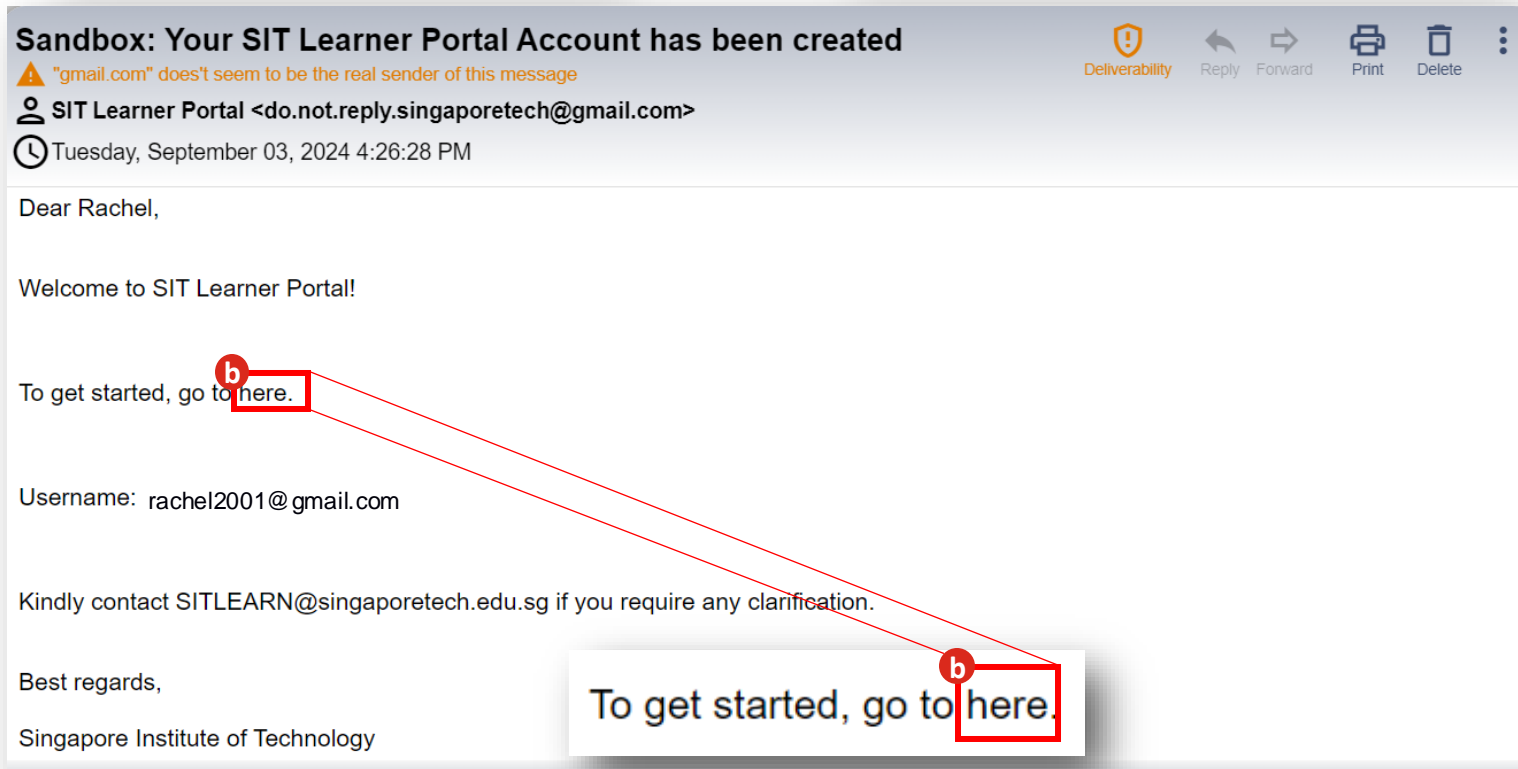 Sandbox: Your SIT Learner Portal Account has been created
"gmail.com" does't seem to be the real sender of this message
SIT Learner Portal <do.not.reply.singaporetech@gmail.com>
Tuesday, September 03, 2024 4:26:28 PM
Deliverability Reply Forward Print Delete
Dear Rachel,
Welcome to SIT Learner Portal!
b
To get started, go to here.
Username: rachel2001@gmail.com
Kindly contact SITLEARN@singaporetech.edu.sg if you require any clarification.
Best regards,
Singapore Institute of Technology
b
To get started, go to here.